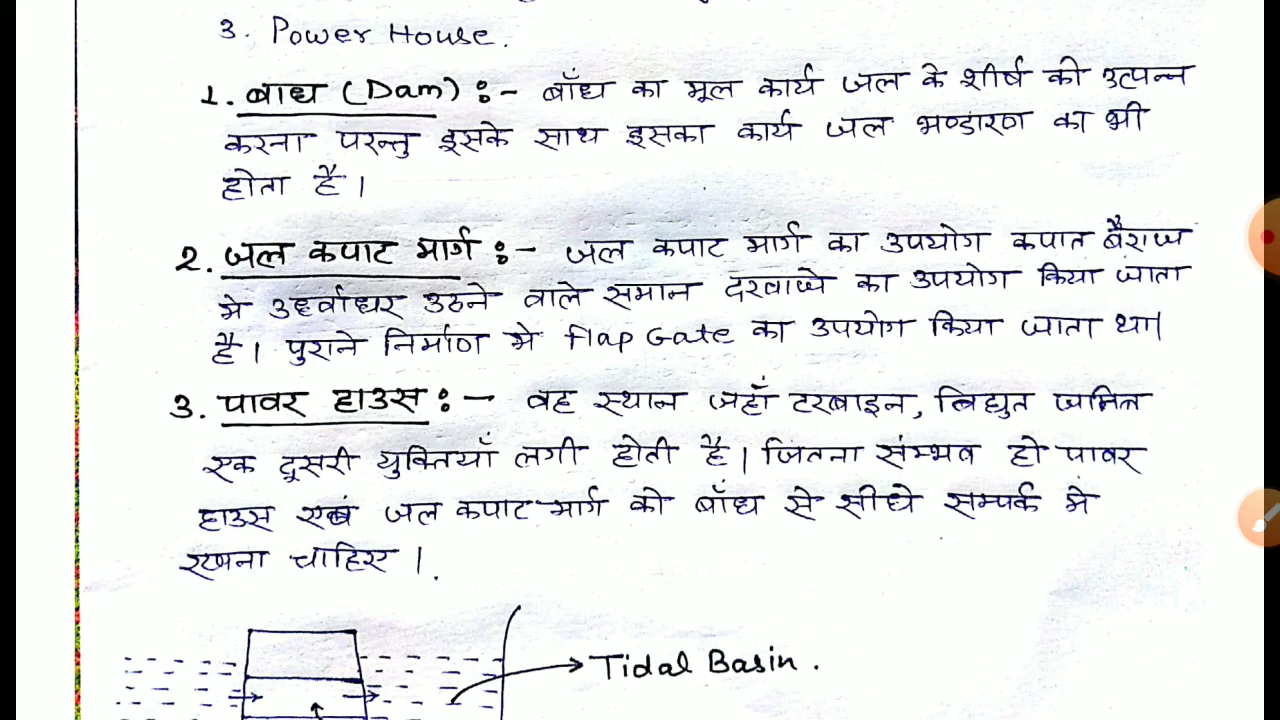 3. Power House.
1. बाध (Dam) :- बाँध का मूल कार्य जल के शीर्ष को उत्पन्न
करना परन्तु इसके साथ इसका कार्य जल भण्डारण का भी
होता है।
2. जल कपाट मार्ग :- जल कपाट मार्ग का उपयोग कपात बैराज
मे उर्ध्वाधर उठने वाले समान दरवाजे का उपयोग किया जाता
है। पुराने निर्माण मे flap Gate का उपयोग किया जाता था।
3. पावर हाउस :- वह स्थान जहाँ टरबाइन, विद्युत जनित्र
एक दूसरी युक्तियाँ लगी होती है। जितना संम्भव हो पावर
हाउस एवं जल कपाट-मार्ग को बाँध से सीधे सम्पर्क मे
रखना चाहिए।
Tidal Basin.